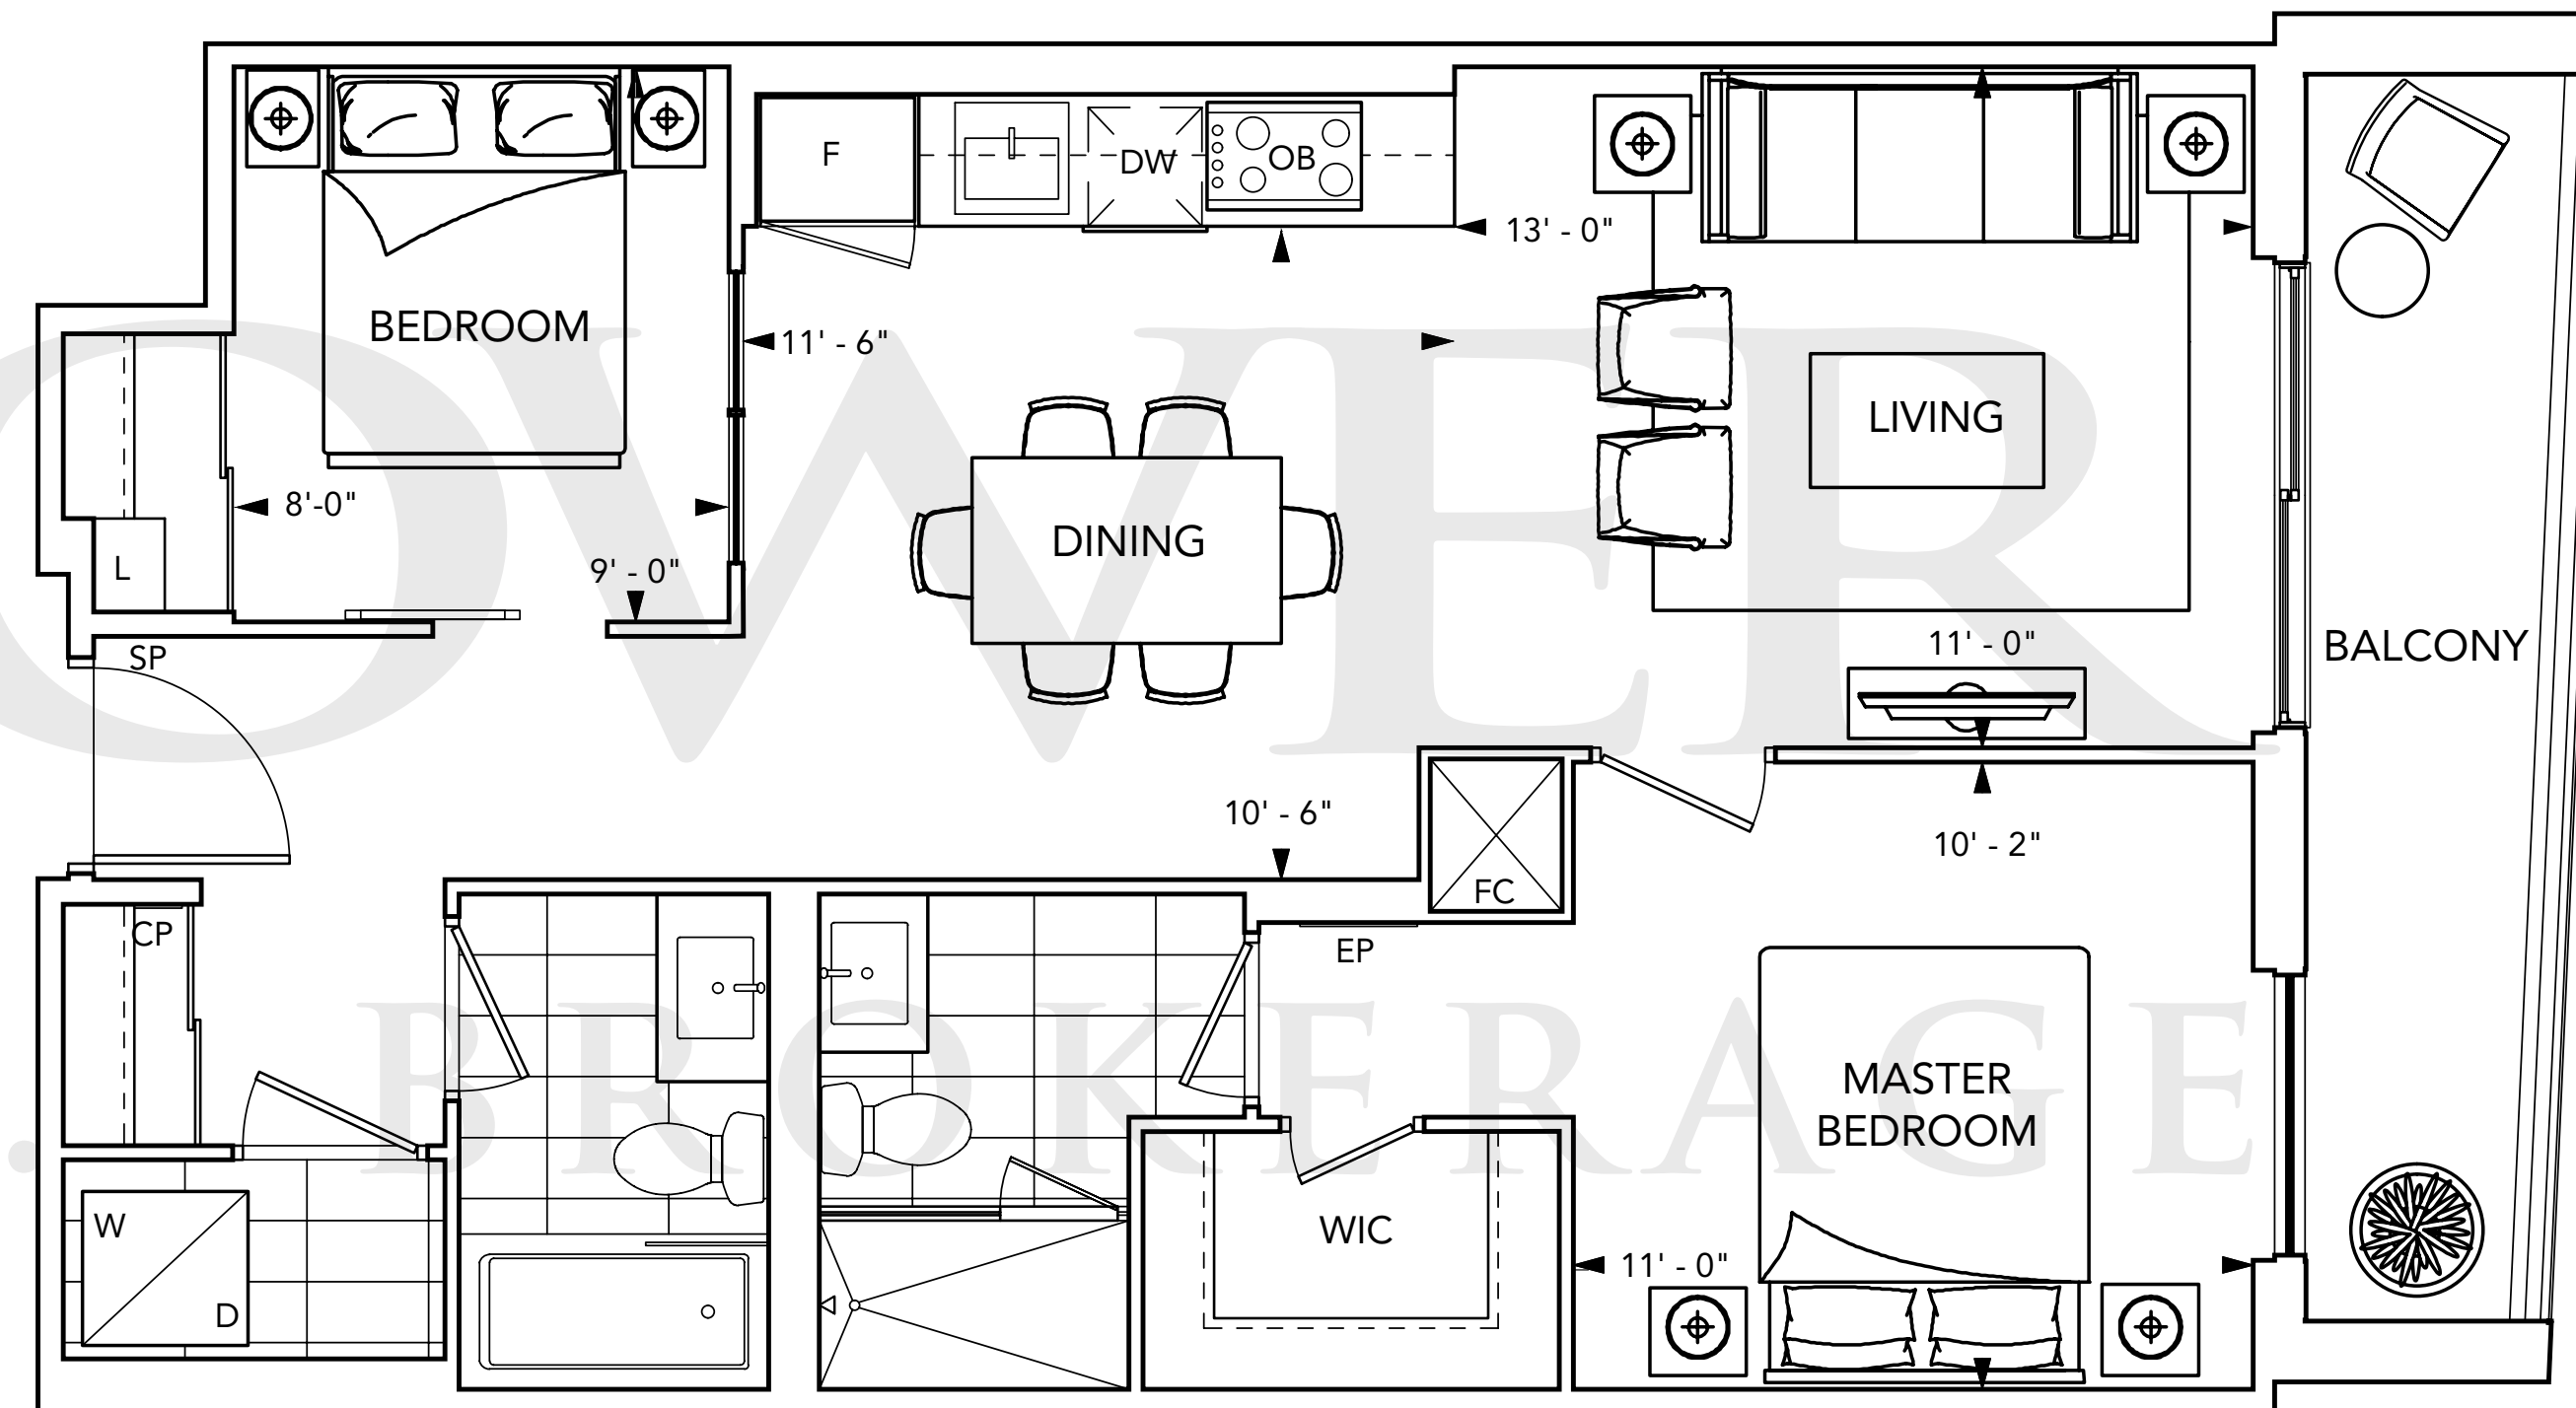 F
DW
OB
13' - 0"
BEDROOM
11' - 6"
LIVING
8'-0"
DINING
L
9' - 0"
SP
11' - 0"
BALCONY
10' - 6"
10' - 2"
FC
CP
EP
MASTER
BEDROOM
W
WIC
11' - 0"
D
OWER
. BROKERAGE